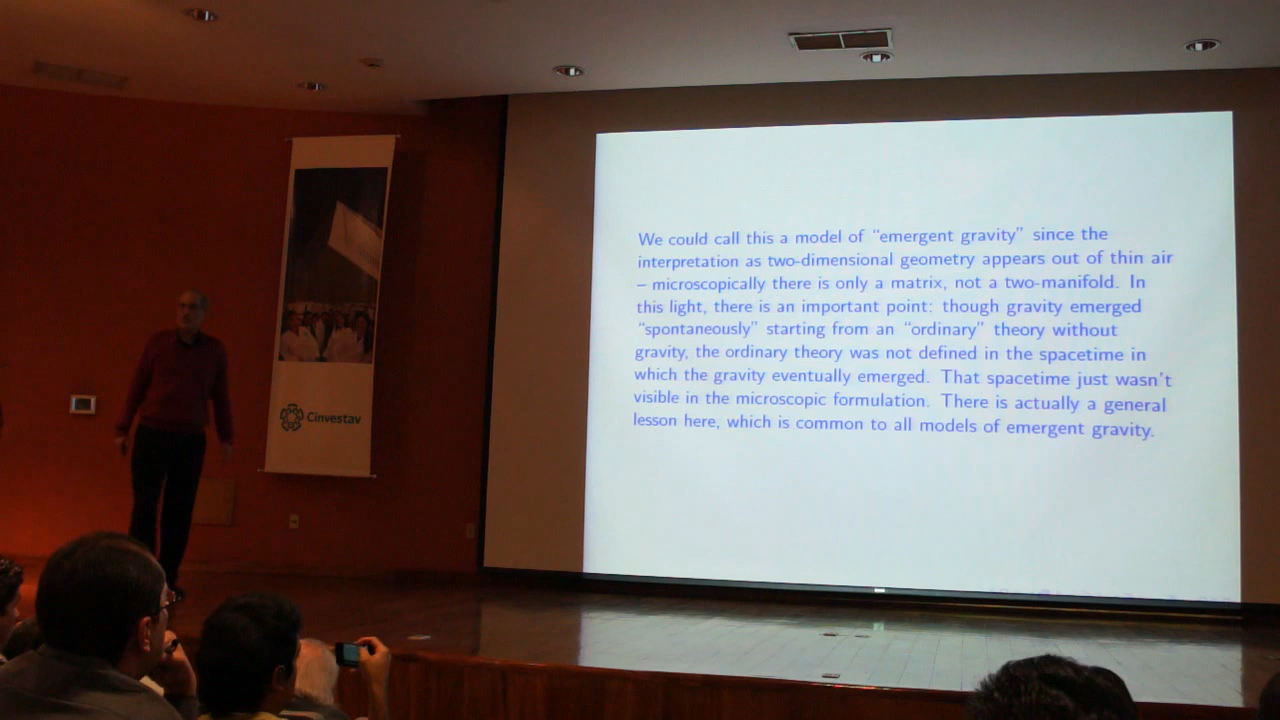 We could call this a model of “emergent gravity” since the
interpretation as two-dimensional geometry appears out of thin air
– microscopically there is only a matrix, not a two-manifold. In
this light, there is an important point: though gravity emerged
“spontaneously” starting from an “ordinary” theory without
gravity, the ordinary theory was not defined in the spacetime in
which the gravity eventually emerged. That spacetime just wasn't
visible in the microscopic formulation. There is actually a general
lesson here, which is common to all models of emergent gravity.
Cinvestav